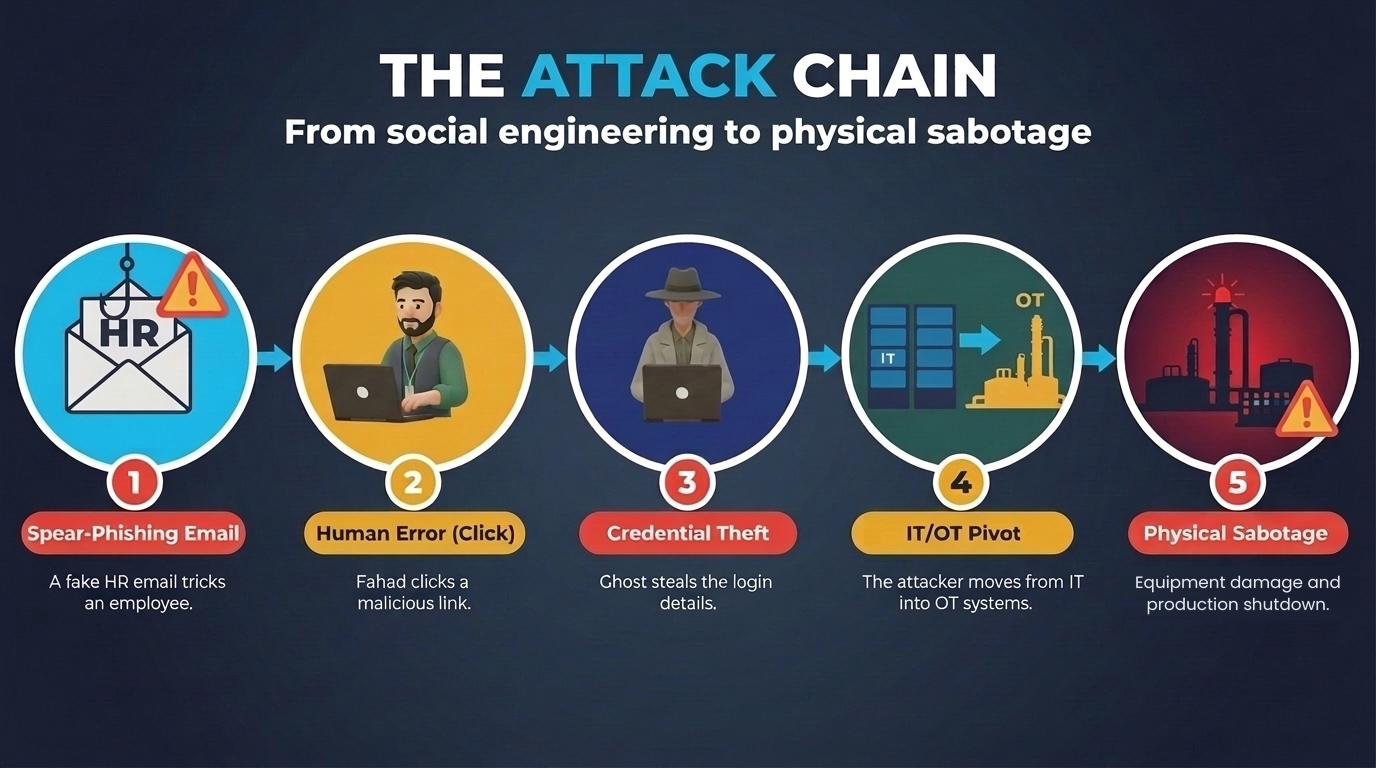 THE ATTACK CHAIN
From social engineering to physical sabotage
HR
IT
OT
1
2
3
4
5
Spear-Phishing Email
Human Error (Click)
Credential Theft
IT/OT Pivot
Physical Sabotage
A fake HR email tricks
an employee.
Fahad clicks a
malicious link.
Ghost steals the login
details.
The attacker moves from IT
into OT systems.
Equipment damage and
production shutdown.